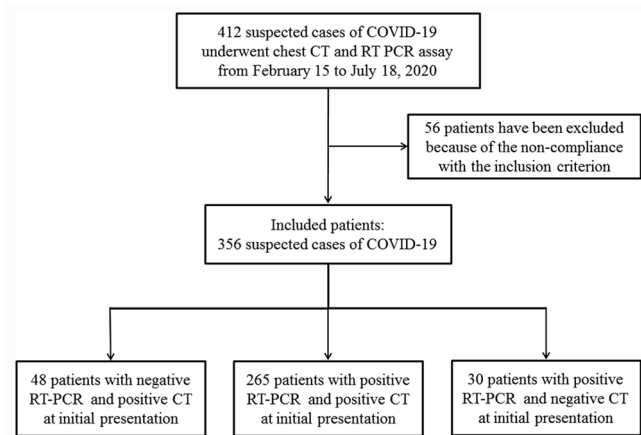 412 suspected cases of COVID-19
underwent chest CT and RT PCR assay
from February 15 to July 18, 2020
56 patients have been excluded
because of the non-compliance
with the inclusion criterion
Included patients:
356 suspected cases of COVID-19
48 patients with negative
RT-PCR and positive CT
at initial presentation
265 patients with positive
RT-PCR and positive CT
at initial presentation
30 patients with positive
RT-PCR and negative CT
at initial presentation